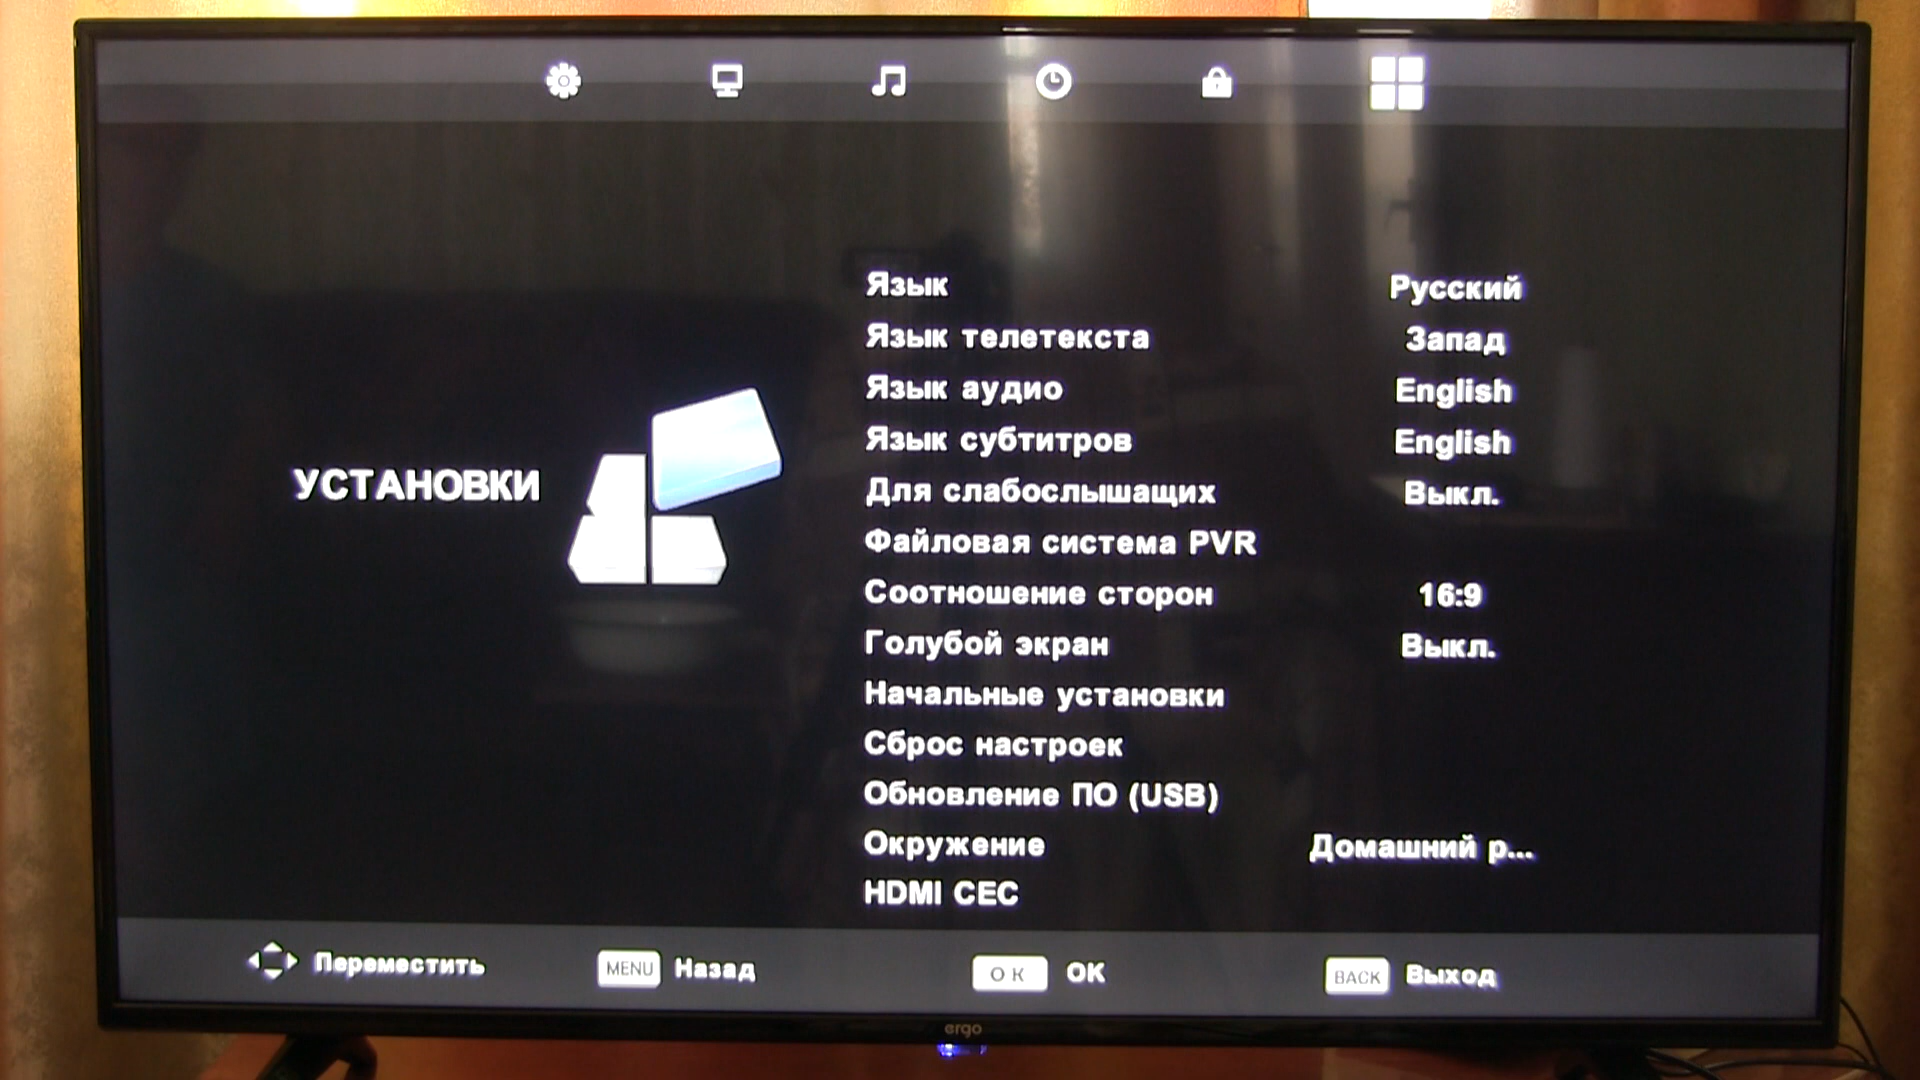 УСТАНОВКИ
Язык Русский
Язык телетекста Запад
Язык аудио English
Язык субтитров English
Для слабослышащих Выкл.
Файловая система PVR
Соотношение сторон 16:9
Голубой экран Выкл.
Начальные установки
Сброс настроек
Обновление ПО (USB)
Окружение Домашний р...
HDMI CEC
Переместить MENU Назад OK OK BACK Выход
ergo